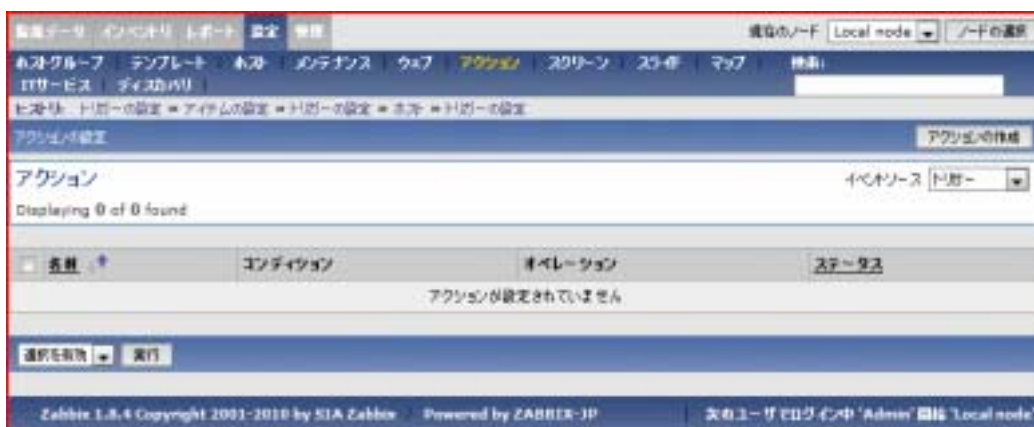 監視データ インベントリ レポート 設定 管理
現在のノード Local node ノードの選択
ホストグループ テンプレート ホスト メンテナンス ウェブ アクション スクリーン スライド マップ 検索:
ITサービス ディスカバリ
ヒストリ: トリガーの設定 » アイテムの設定 » トリガーの設定 » ホスト » トリガーの設定
アクションの設定 アクションの作成
アクション
イベントソース トリガー
Displaying 0 of 0 found
名前 コンディション オペレーション ステータス
アクションが設定されていません
選択を有効 実行
Zabbix 1.8.4 Copyright 2001-2010 by SIA Zabbix Powered by ZABBIX-JP 次のユーザでログイン中 'Admin' 開始 'Local node'